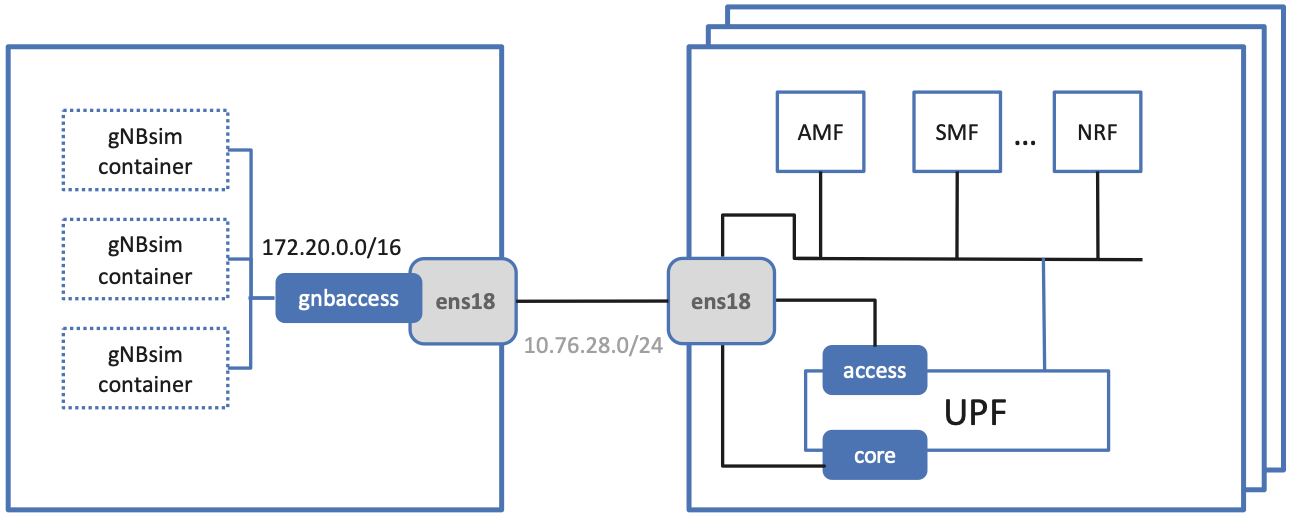 gNBsim
container
gNBsim
container
gNBsim
container
172.20.0.0/16
gnbaccess
ens18
10.76.28.0/24
ens18
AMF
SMF
...
NRF
access
UPF
core